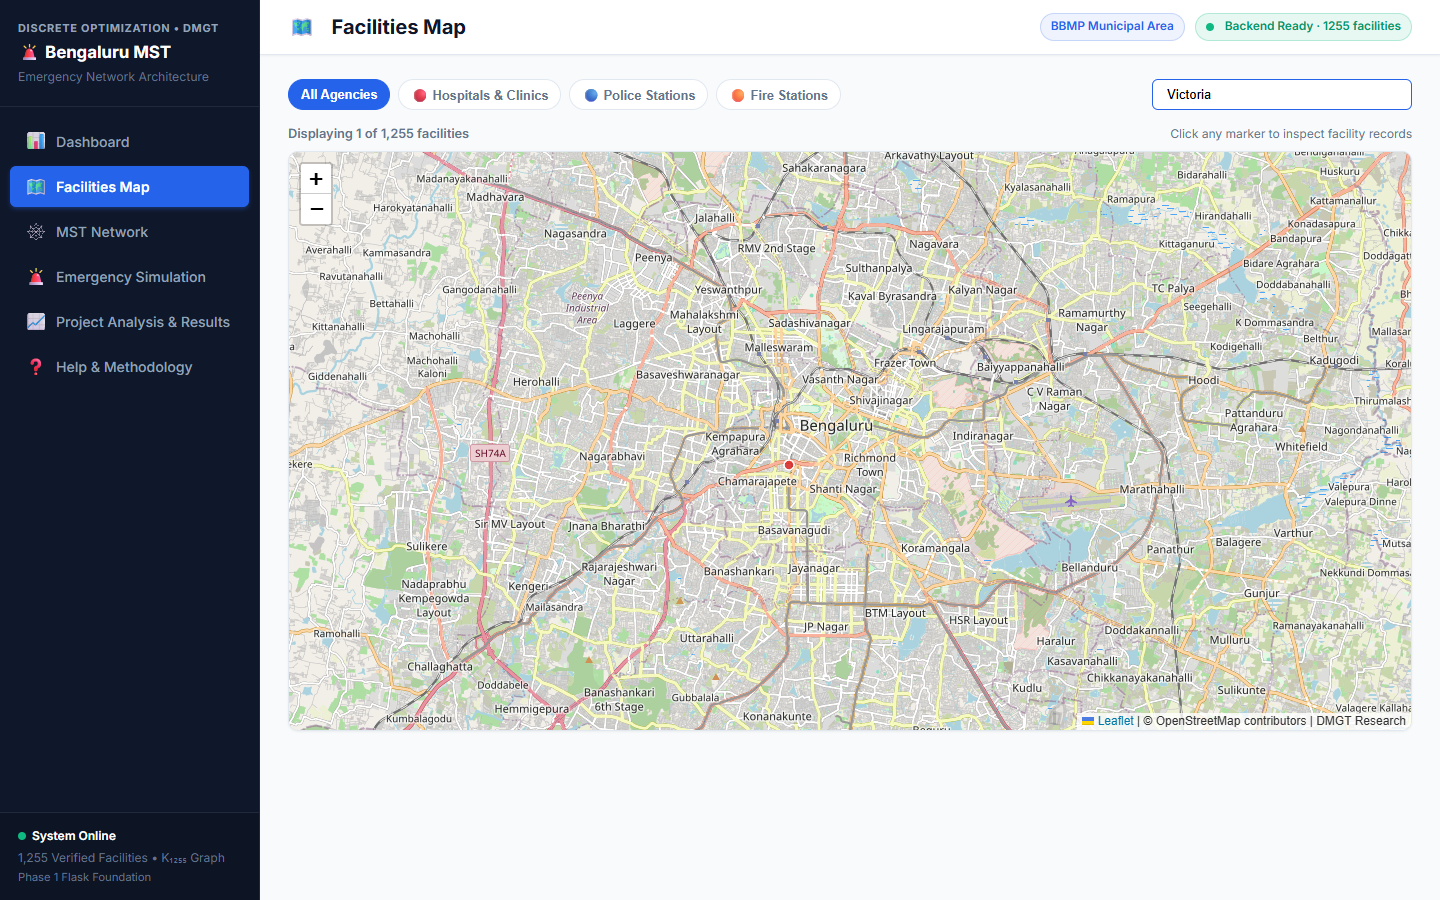 DISCRETE OPTIMIZATION • DMGT
Bengaluru MST
Emergency Network Architecture
Dashboard
Facilities Map
MST Network
Emergency Simulation
Project Analysis & Results
Help & Methodology
System Online
1,255 Verified Facilities • K₁₂₅₅ Graph
Phase 1 Flask Foundation
Facilities Map
BBMP Municipal Area
Backend Ready · 1255 facilities
All Agencies
Hospitals & Clinics
Police Stations
Fire Stations
Victoria
Displaying 1 of 1,255 facilities
Click any marker to inspect facility records
+
−
Arkavathy Layout
Sahakaranagara
Huskuru
Madanayakanahalli
Bidarahalli
Kyalasanahalli
Madhavara
Ramapura
Kattamanallur
Harokyatanahalli
Jalahalli
Hirandahalli
Konadasapura
Nagasandra
Bandapura
Averahalli
Kammasandra
RMV 2nd Stage
Nagavara
Kittaganuru
Peenya
Bidare Agrahara
Ravutanahalli
Sulthanpalya
Doddabanahalli
Gangodanahalli
Yeswanthpur
Kaval Byrasandra
Kalyan Nagar
TC Palya
Bettahalli
Peenya
Industrial
Area
Seegehalli
Mahalakshmi
Layout
Ramamurthy
Nagar
Kittanahalli
Laggere
Sadashivanagar
Lingarajapuram
K Dommasandra
Machohalli
Belthur
Malleswaram
Kodigehalli
Machohalli
Kaloni
Frazer Town
Baiyyappanahalli
Kadugodi
Giddenahalli
Herohalli
Basaveshwaranagar
Vasanth Nagar
Hoodi
C V Raman
Nagar
Shivajinagar
Pattanduru
Agrahara
Bengaluru
Nagondanahalli
Kempapura
Agrahara
Indiranagar
Whitefield
SH74A
Nagarabhavi
Richmond
Town
Chamarajapete
Shanti Nagar
Marathahalli
Valepura
Valepura Dinne
Sir MV Layout
Jnana Bharathi
Basavanagudi
Varthur
Sulikere
Koramangala
Panathur
Balagere
Rajarajeshwari
Nagar
Banashankari
Jayanagar
Bellanduru
Nekkundi Dommas
Nadaprabhu
Kempegowda
Layout
Kengeri
Gunjur
Mailasandra
BTM Layout
HSR Layout
JP Nagar
Ramanayakanahalli
Ramohalli
Uttarahalli
Haralur
Doddakannalli
Mulluru
Challaghatta
Kasavanahalli
Chikkanayakanahalli
Doddabele
Banashankari
6th Stage
Gubbalala
Kudlu
Sulikunte
Hemmigepura
Konanakunte
Kumbalagodu
Valagere Kallaha
Leaflet | © OpenStreetMap contributors | DMGT Research